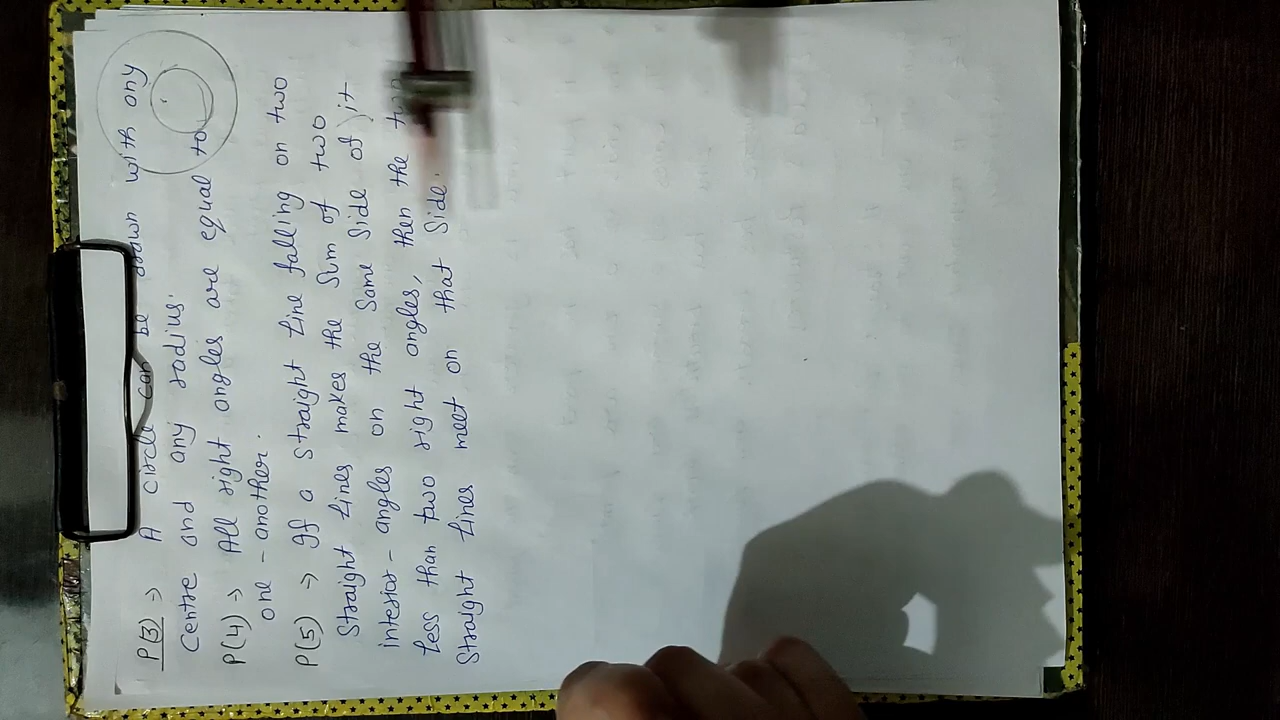 P(3) → A circle can be drawn with any
Centre and any radius.
P(4) → All right angles are equal to
one - another.
P(5) → If a straight line falling on two
Straight lines makes the Sum of two
interior - angles on the Same Side of it
less than two right angles, then the two
Straight lines meet on that Side.